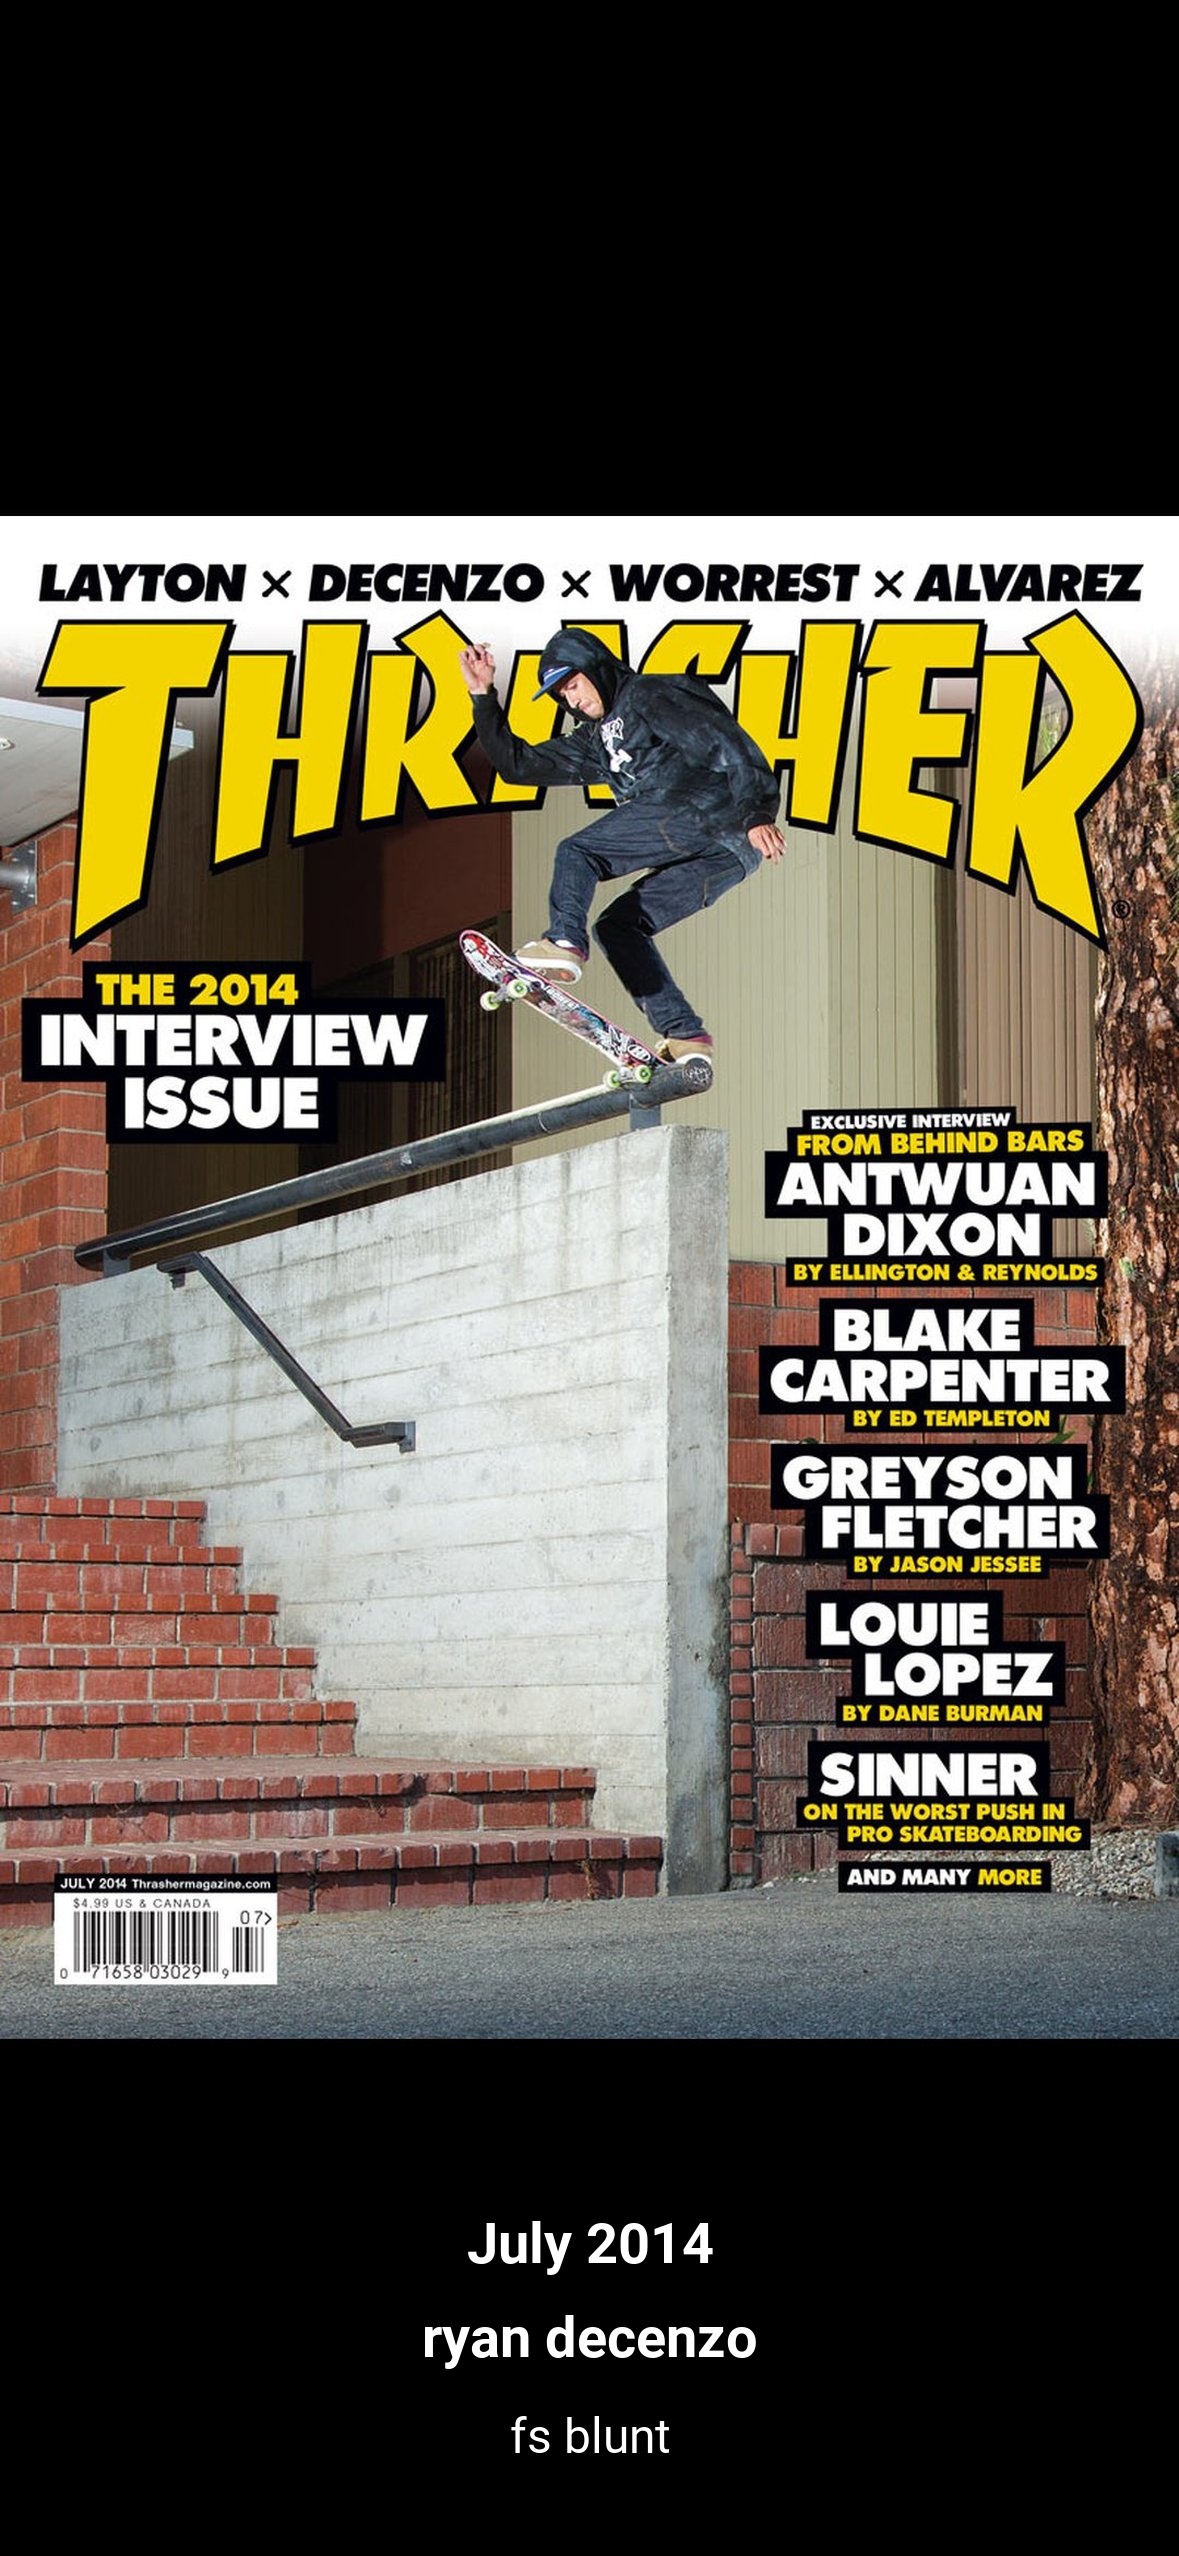 LAYTON × DECENZO × WORREST × ALVAREZ
THRASHER
®
THE 2014
INTERVIEW
ISSUE
EXCLUSIVE INTERVIEW
FROM BEHIND BARS
ANTWUAN
DIXON
BY ELLINGTON & REYNOLDS
BLAKE
CARPENTER
BY ED TEMPLETON
GREYSON
FLETCHER
BY JASON JESSEE
LOUIE
LOPEZ
BY DANE BURMAN
SINNER
ON THE WORST PUSH IN
PRO SKATEBOARDING
AND MANY MORE
JULY 2014 Thrashermagazine.com
$4.99 US & CANADA
07>
0 71658 03029 9
July 2014
ryan decenzo
fs blunt